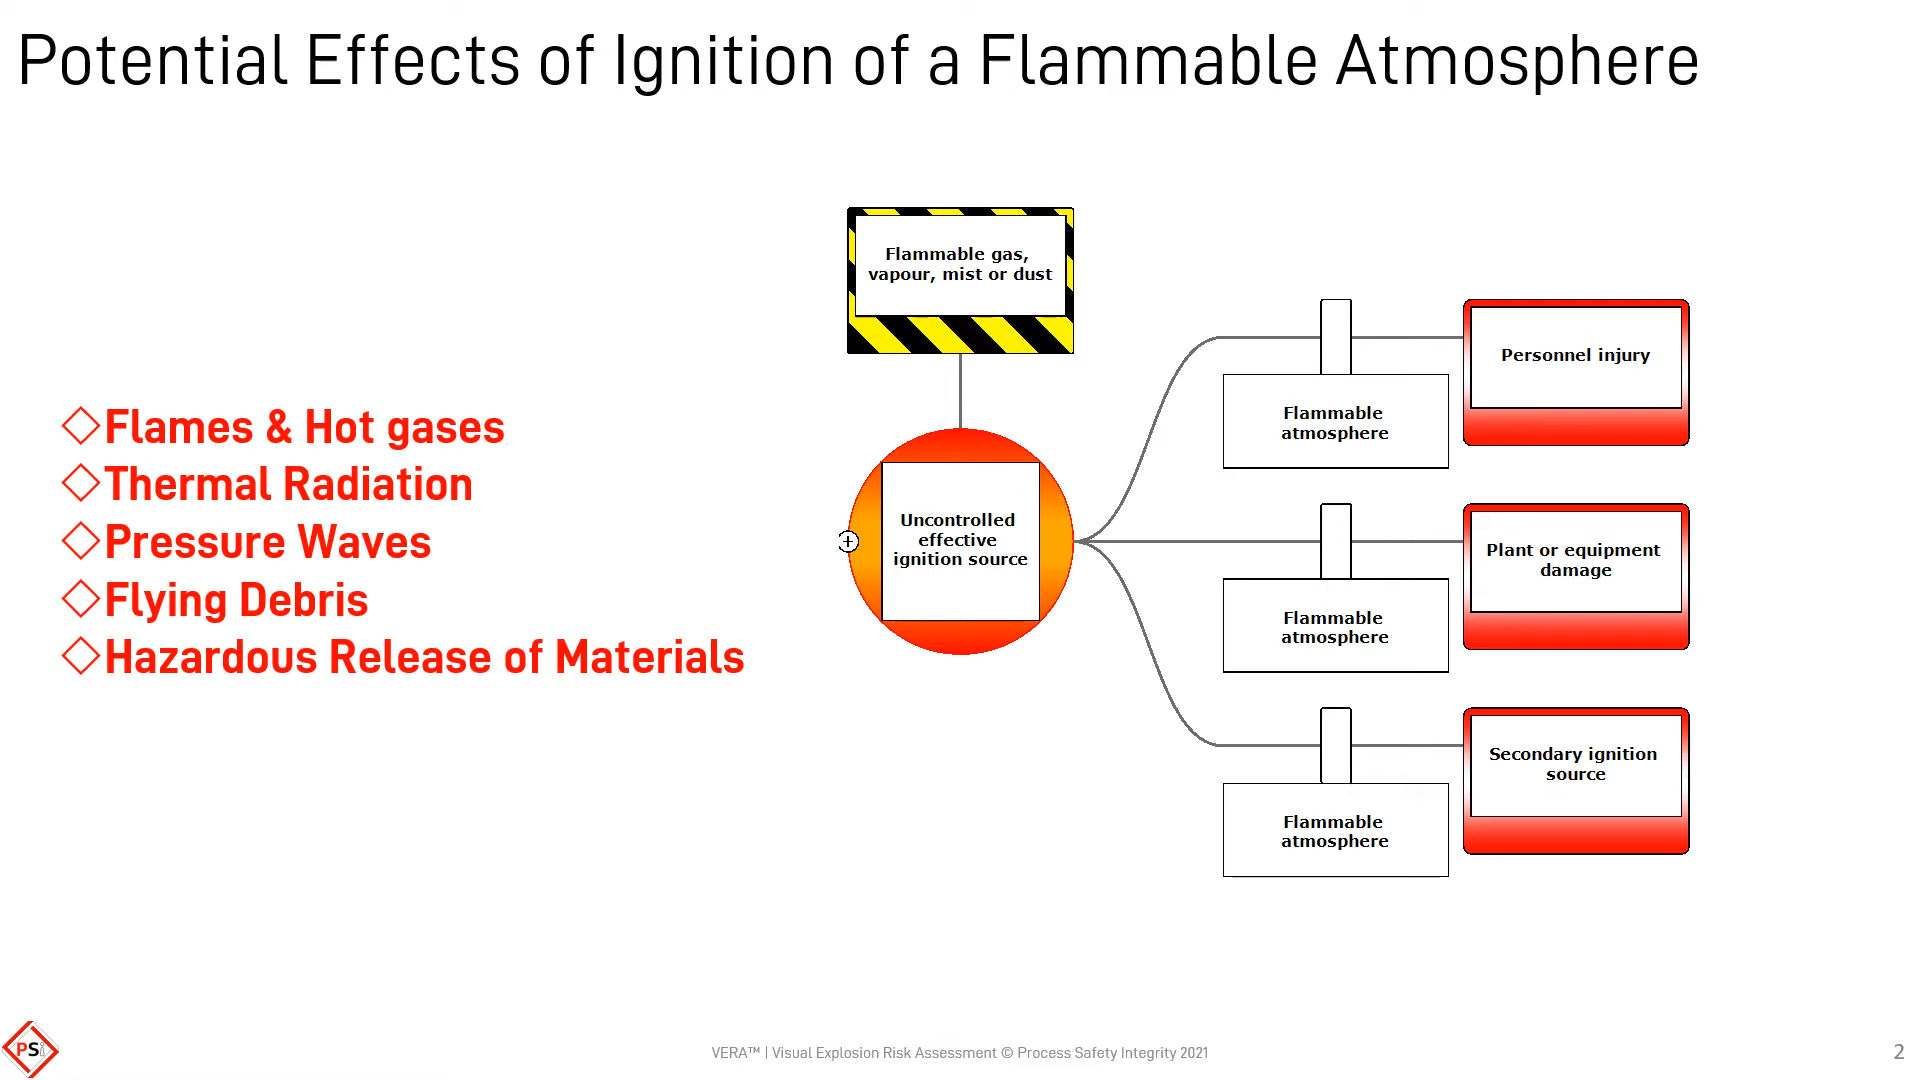 Potential Effects of Ignition of a Flammable Atmosphere
Flames & Hot gases
Thermal Radiation
Pressure Waves
Flying Debris
Hazardous Release of Materials
Flammable gas,
vapour, mist or dust
Uncontrolled
effective
ignition source
Flammable
atmosphere
Personnel injury
Flammable
atmosphere
Plant or equipment
damage
Flammable
atmosphere
Secondary ignition
source
PSi
VERA™ | Visual Explosion Risk Assessment © Process Safety Integrity 2021
2